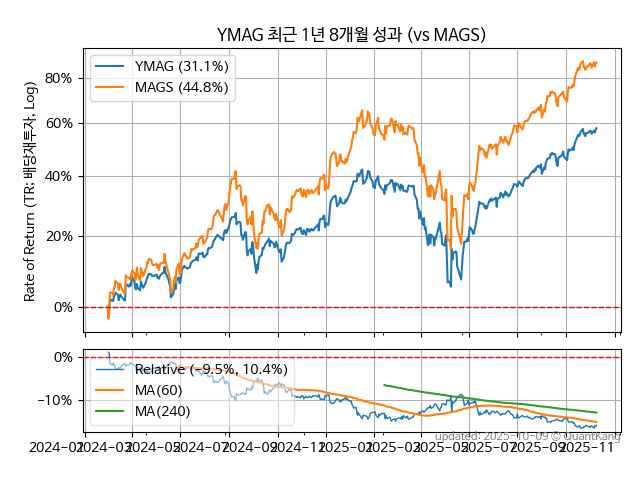 YMAG 최근 1년 8개월 성과 (vs MAGS)
Rate of Return (TR: 배당재투자, Log)
80%
60%
40%
20%
0%
YMAG (31.1%)
MAGS (44.8%)
0%
−10%
Relative (−9.5%, 10.4%)
MA(60)
MA(240)
updated: 2025-10-09 © QuantKang
2024-01 2024-03 2024-05 2024-07 2024-09 2024-11 2025-01 2025-03 2025-05 2025-07 2025-09 2025-11